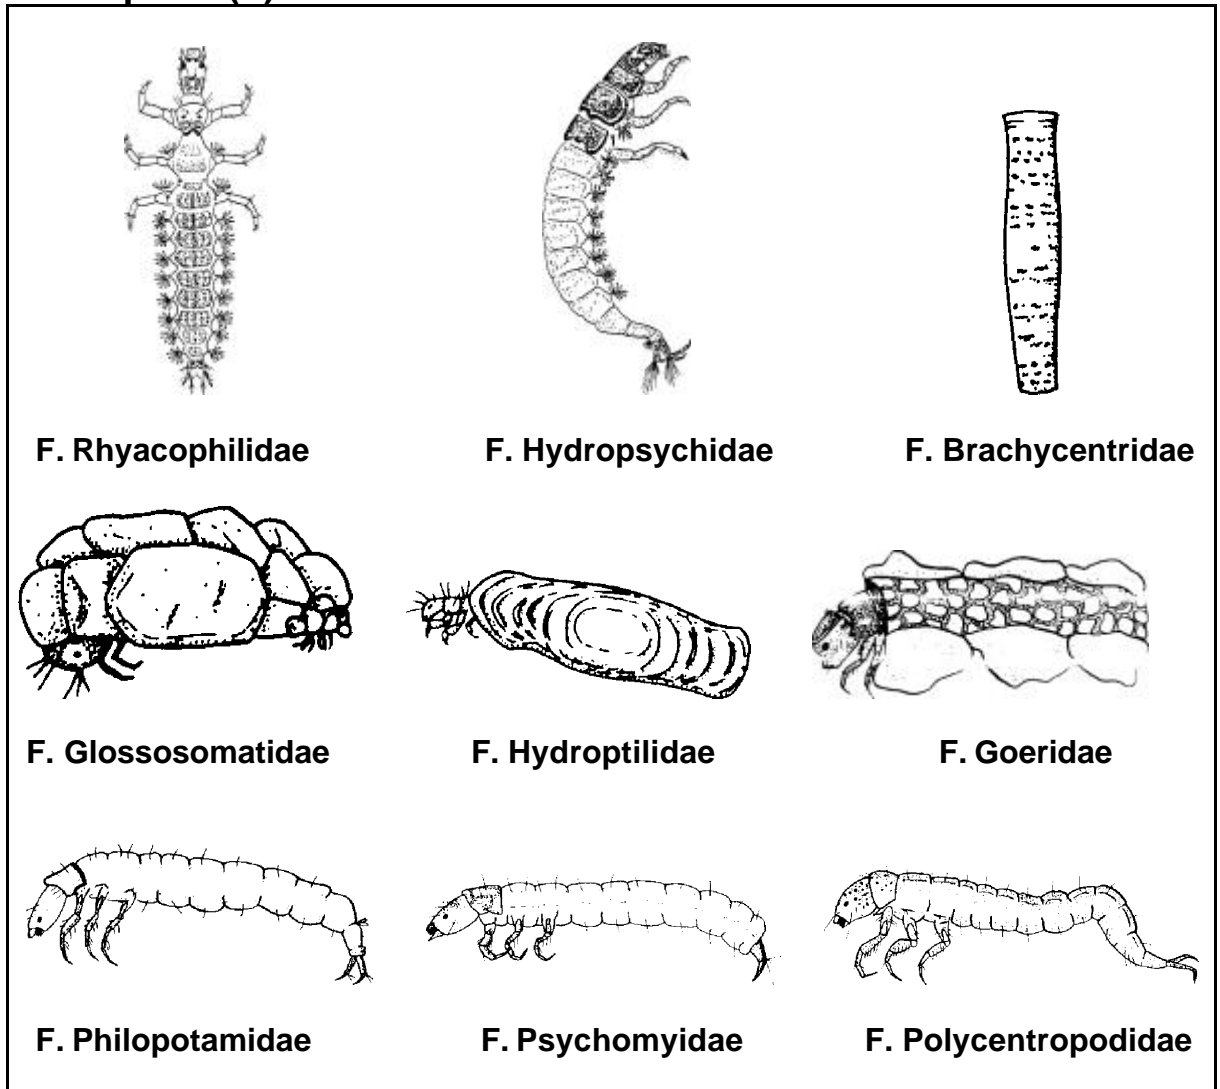 F. Rhyacophilidae F. Hydropsychidae F. Brachycentridae
F. Glossosomatidae F. Hydroptilidae F. Goeridae
F. Philopotamidae F. Psychomyidae F. Polycentropodidae